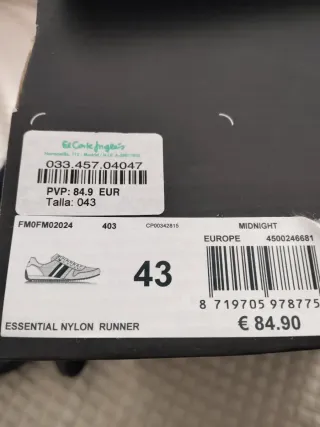 El Corte Inglés
033.457.04047
PVP: 84.9 EUR
Talla: 043
FM0FM02024 403 CP00342815 MIDNIGHT
EUROPE 4500246681
43
8 719705 978775
€ 84.90
ESSENTIAL NYLON RUNNER